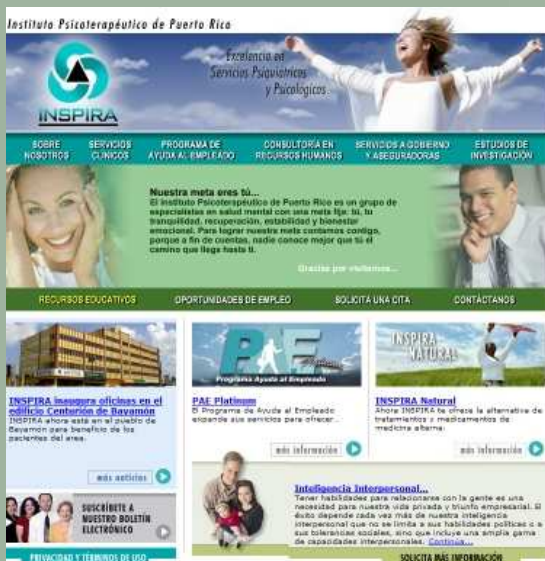 Instituto Psicoterapéutico de Puerto Rico
Excelencia en
Servicios Psiquiátricos
y Psicológicos
INSPIRA
SOBRE NOSOTROS
SERVICIOS CLÍNICOS
PROGRAMA DE AYUDA AL EMPLEADO
CONSULTORÍA EN RECURSOS HUMANOS
SERVICIOS A GOBIERNO Y ASEGURADORAS
ESTUDIOS DE INVESTIGACIÓN
Nuestra meta eres tú...
El Instituto Psicoterapéutico de Puerto Rico es un grupo de
especialistas en salud mental con una meta fija: tú, tu
tranquilidad, recuperación, estabilidad y bienestar
emocional. Para lograr nuestra meta contamos contigo,
porque a fin de cuentas, nadie conoce mejor que tú el
camino que llega hasta ti.
Gracias por visitarnos...
RECURSOS EDUCATIVOS
OPORTUNIDADES DE EMPLEO
SOLICITA UNA CITA
CONTÁCTANOS
INSPIRA inaugura oficinas en el
edificio Centurión de Bayamón
INSPIRA ahora está en el pueblo de
Bayamón para beneficio de los
pacientes del area.
más noticias
PAE
Programa Ayuda al Empleado
PAE Platinum
El Programa de Ayuda al Empleado
expande sus servicios para ofrecer...
más información
INSPIRA
NATURAL
INSPIRA Natural
Ahora INSPIRA te ofrece la alternativa de
tratamientos y medicamentos de
medicina alterna.
más información
SUSCRÍBETE A
NUESTRO BOLETÍN
ELECTRÓNICO
Inteligencia Interpersonal...
Tener habilidades para relacionarse con la gente es una
necesidad para nuestra vida privada y triunfo empresarial. El
éxito depende cada vez más de nuestra inteligencia
interpersonal que no se limita a sus habilidades políticas o a
sus tolerancias sociales, sino que incluye una amplia gama
de capacidades interpersonales. Continúa...
PRIVACIDAD Y TÉRMINOS DE USO
SOLICITA MÁS INFORMACIÓN